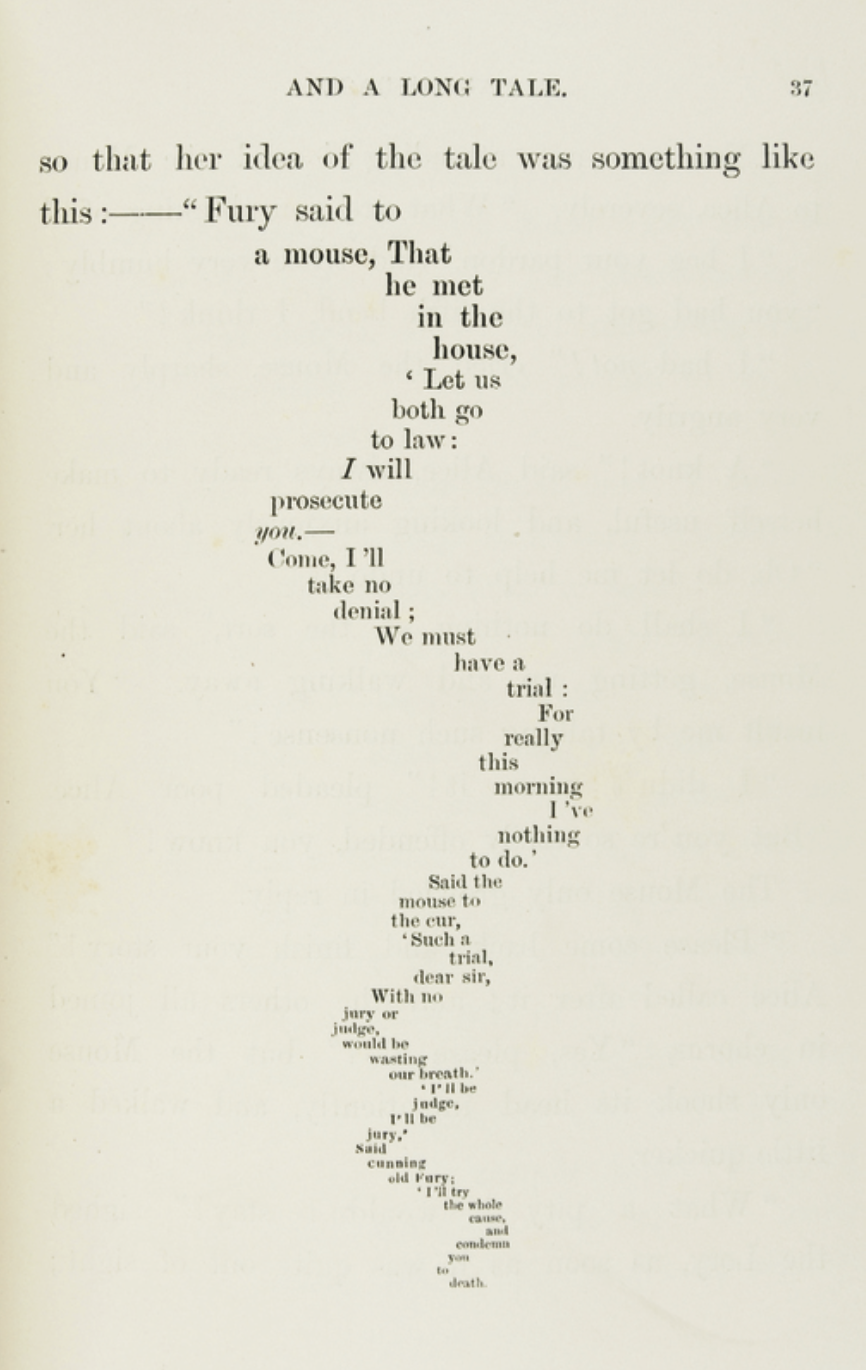 AND A LONG TALE. 37
so that her idea of the tale was something like
this:——“Fury said to
a mouse, That
he met
in the
house,
‘Let us
both go
to law:
I will
prosecute
you.—
Come, I’ll
take no
denial;
We must
have a
trial:
For
really
this
morning
I’ve
nothing
to do.’
Said the
mouse to
the cur,
‘Such a
trial,
dear sir,
With no
jury or
judge,
would be
wasting
our breath.’
‘I’ll be
judge,
I’ll be
jury,’
Said
cunning
old Fury;
‘I’ll try
the whole
cause,
and
condemn
you
to
death.